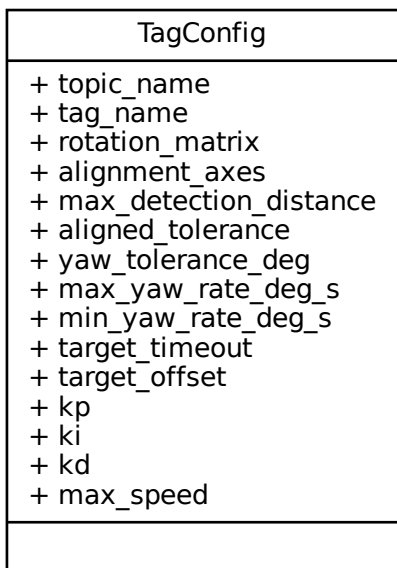 TagConfig
+ topic_name
+ tag_name
+ rotation_matrix
+ alignment_axes
+ max_detection_distance
+ aligned_tolerance
+ yaw_tolerance_deg
+ max_yaw_rate_deg_s
+ min_yaw_rate_deg_s
+ target_timeout
+ target_offset
+ kp
+ ki
+ kd
+ max_speed